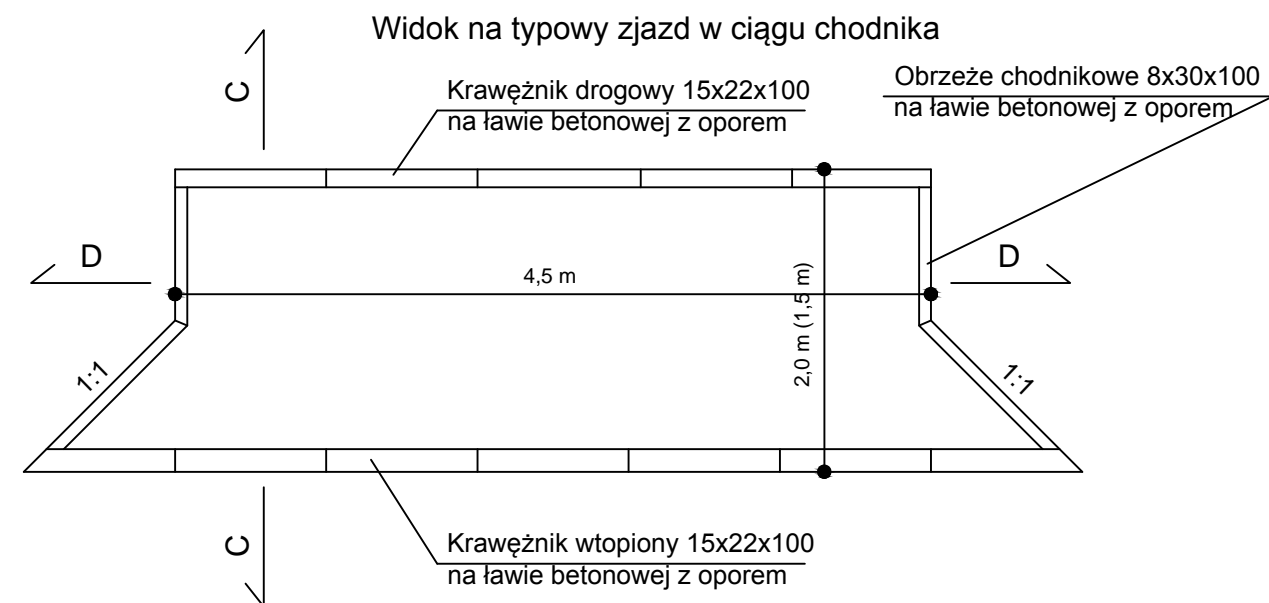 Widok na typowy zjazd w ciągu chodnika
C
Krawężnik drogowy 15x22x100
na ławie betonowej z oporem
Obrzeże chodnikowe 8x30x100
na ławie betonowej z oporem
D
4,5 m
2,0 m (1,5 m)
D
1:1
1:1
C
Krawężnik wtopiony 15x22x100
na ławie betonowej z oporem